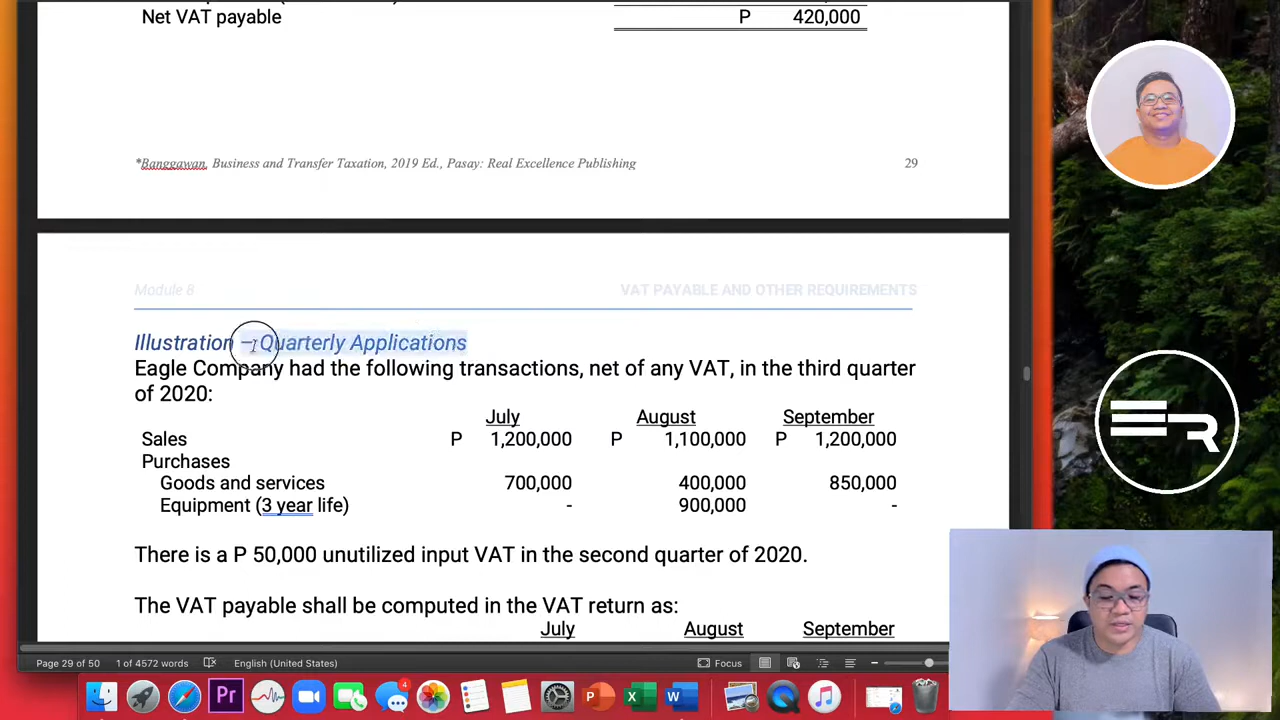 Net VAT payable P 420,000
*Banggawan, Business and Transfer Taxation, 2019 Ed., Pasay: Real Excellence Publishing 29
Module 8 VAT PAYABLE AND OTHER REQUIREMENTS
Illustration – Quarterly Applications
Eagle Company had the following transactions, net of any VAT, in the third quarter
of 2020:
July August September
Sales P 1,200,000 P 1,100,000 P 1,200,000
Purchases
Goods and services 700,000 400,000 850,000
Equipment (3 year life) - 900,000 -
There is a P 50,000 unutilized input VAT in the second quarter of 2020.
The VAT payable shall be computed in the VAT return as:
July August September
Page 29 of 50 1 of 4572 words English (United States) Focus
Pr
4
P X W
ER